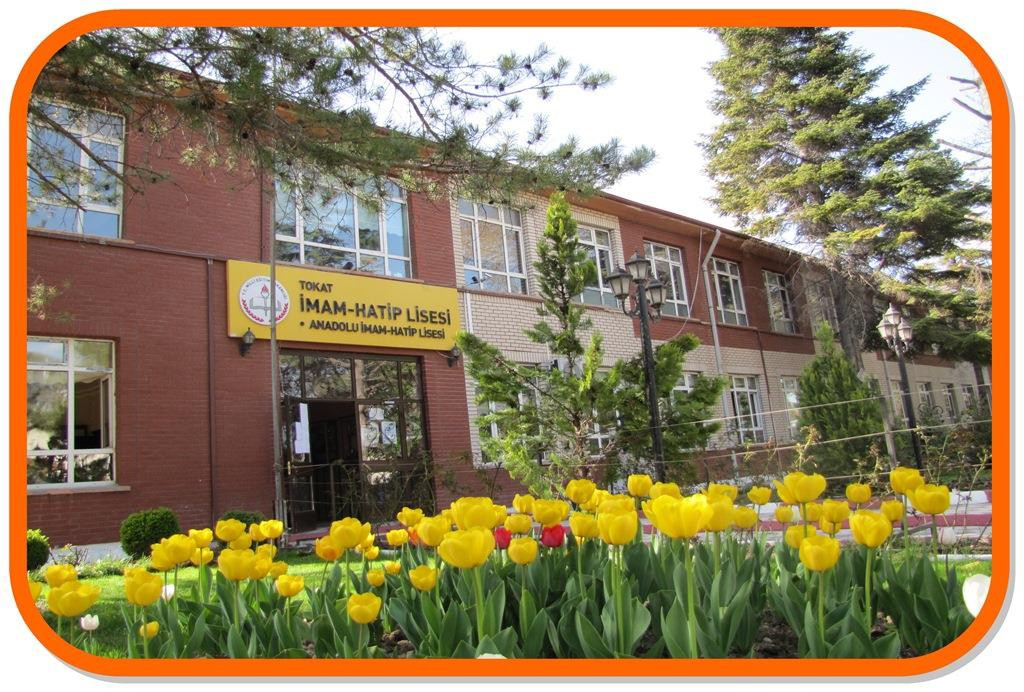 TOKAT
İMAM-HATİP LİSESİ
• ANADOLU İMAM-HATİP LİSESİ